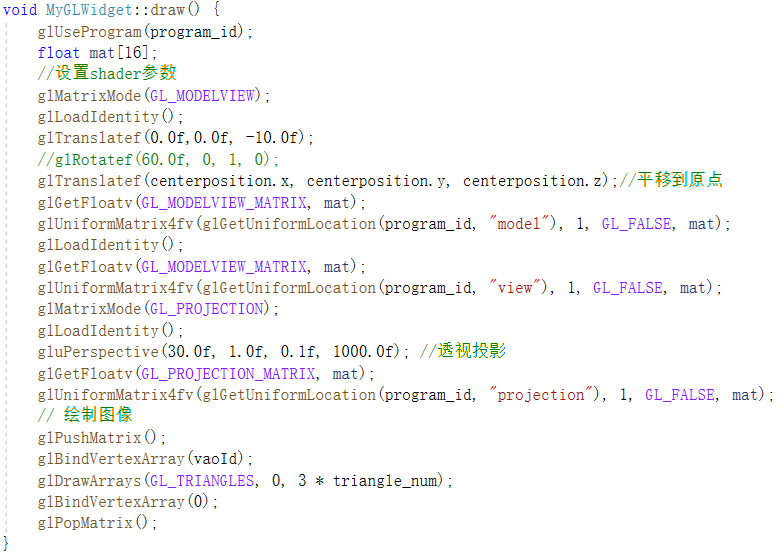 void MyGLWidget::draw() {
glUseProgram(program_id);
float mat[16];
//设置shader参数
glMatrixMode(GL_MODELVIEW);
glLoadIdentity();
glTranslatef(0.0f,0.0f, -10.0f);
//glRotatef(60.0f, 0, 1, 0);
glTranslatef(centerposition.x, centerposition.y, centerposition.z);//平移到原点
glGetFloatv(GL_MODELVIEW_MATRIX, mat);
glUniformMatrix4fv(glGetUniformLocation(program_id, "model"), 1, GL_FALSE, mat);
glLoadIdentity();
glGetFloatv(GL_MODELVIEW_MATRIX, mat);
glUniformMatrix4fv(glGetUniformLocation(program_id, "view"), 1, GL_FALSE, mat);
glMatrixMode(GL_PROJECTION);
glLoadIdentity();
gluPerspective(30.0f, 1.0f, 0.1f, 1000.0f); //透视投影
glGetFloatv(GL_PROJECTION_MATRIX, mat);
glUniformMatrix4fv(glGetUniformLocation(program_id, "projection"), 1, GL_FALSE, mat);
// 绘制图像
glPushMatrix();
glBindVertexArray(vaoId);
glDrawArrays(GL_TRIANGLES, 0, 3 * triangle_num);
glBindVertexArray(0);
glPopMatrix();
}